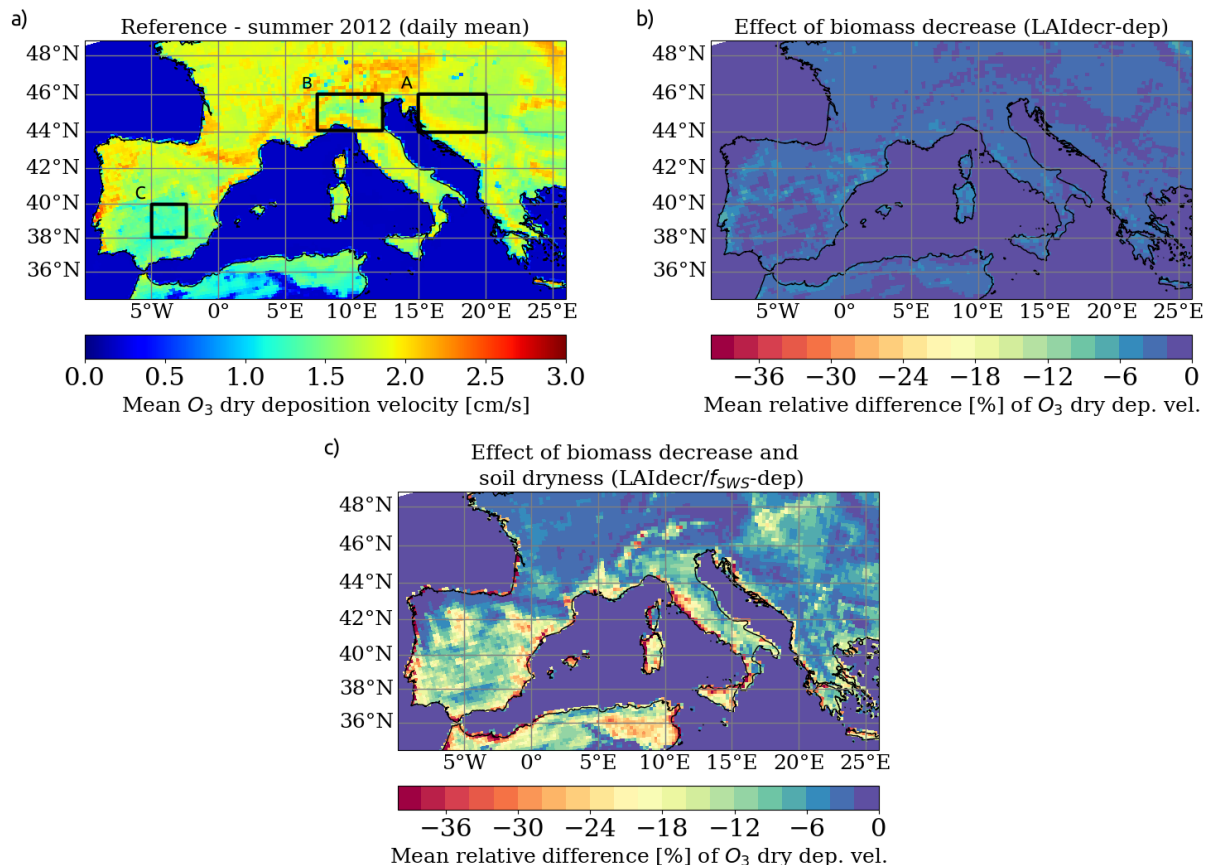 a)
Reference - summer 2012 (daily mean)
48°N
46°N
44°N
42°N
40°N
38°N
36°N
B
A
C
5°W 0° 5°E 10°E 15°E 20°E 25°E
0.0 0.5 1.0 1.5 2.0 2.5 3.0
Mean O₃ dry deposition velocity [cm/s]
b)
Effect of biomass decrease (LAIdecr-dep)
48°N
46°N
44°N
42°N
40°N
38°N
36°N
5°W 0° 5°E 10°E 15°E 20°E 25°E
−36 −30 −24 −18 −12 −6 0
Mean relative difference [%] of O₃ dry dep. vel.
c)
Effect of biomass decrease and
soil dryness (LAIdecr/f_SWS-dep)
48°N
46°N
44°N
42°N
40°N
38°N
36°N
5°W 0° 5°E 10°E 15°E 20°E 25°E
−36 −30 −24 −18 −12 −6 0
Mean relative difference [%] of O₃ dry dep. vel.